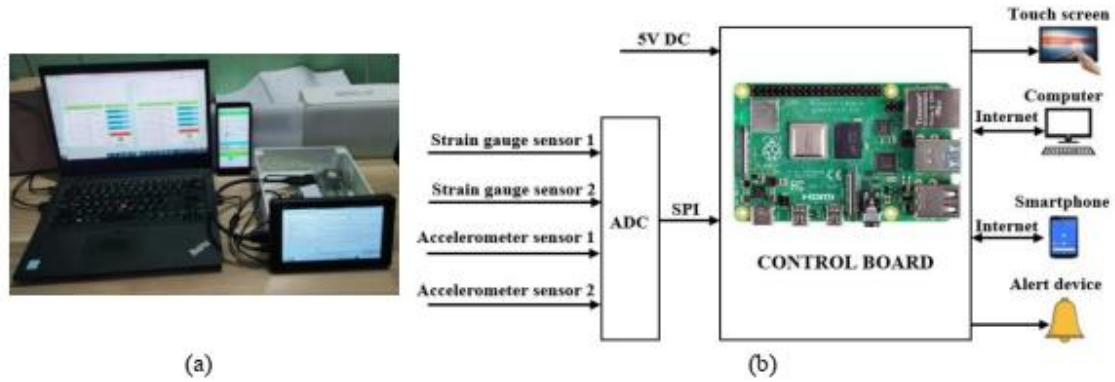 Touch screen
5V DC
Computer
Internet
Strain gauge sensor 1
Strain gauge sensor 2
SPI
ADC
Smartphone
Internet
Accelerometer sensor 1
CONTROL BOARD
Accelerometer sensor 2
Alert device
HDMI
(a)
(b)